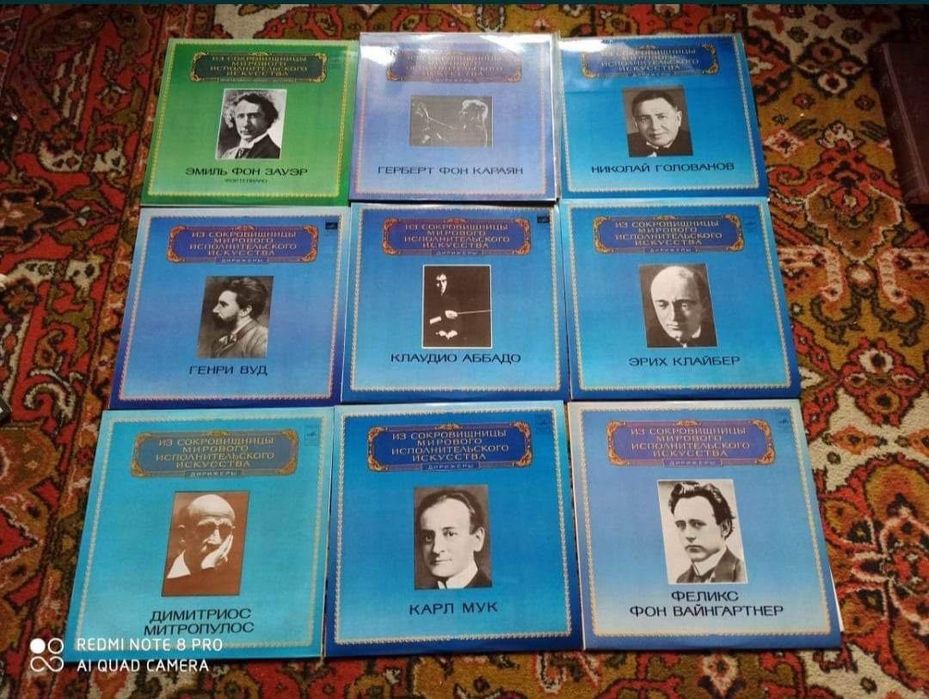 ИЗ СОКРОВИЩНИЦЫ
МИРОВОГО
ИСПОЛНИТЕЛЬСКОГО
ИСКУССТВА
ЭМИЛЬ ФОН ЗАУЭР
ФОРТЕПИАНО
ИСПОЛНИТЕЛЬСКОГО
ИСКУССТВА
ГЕРБЕРТ ФОН КАРАЯН
ИЗ СОКРОВИЩНИЦЫ
МИРОВОГО
ИСПОЛНИТЕЛЬСКОГО
ИСКУССТВА
НИКОЛАЙ ГОЛОВАНОВ
ИЗ СОКРОВИЩНИЦЫ
МИРОВОГО
ИСПОЛНИТЕЛЬСКОГО
ИСКУССТВА
ДИРИЖЕРЫ
ГЕНРИ ВУД
ИЗ СОКРОВИЩНИЦЫ
МИРОВОГО
ИСПОЛНИТЕЛЬСКОГО
ИСКУССТВА
ДИРИЖЕРЫ
КЛАУДИО АББАДО
ИЗ СОКРОВИЩНИЦЫ
МИРОВОГО
ИСПОЛНИТЕЛЬСКОГО
ИСКУССТВА
ДИРИЖЕРЫ
ЭРИХ КЛАЙБЕР
ИЗ СОКРОВИЩНИЦЫ
МИРОВОГО
ИСПОЛНИТЕЛЬСКОГО
ИСКУССТВА
ДИРИЖЕРЫ
ДИМИТРИОС
МИТРОПУЛОС
ИЗ СОКРОВИЩНИЦЫ
МИРОВОГО
ИСПОЛНИТЕЛЬСКОГО
ИСКУССТВА
ДИРИЖЕРЫ
КАРЛ МУК
ИЗ СОКРОВИЩНИЦЫ
МИРОВОГО
ИСПОЛНИТЕЛЬСКОГО
ИСКУССТВА
ДИРИЖЕРЫ
ФЕЛИКС
ФОН ВАЙНГАРТНЕР
REDMI NOTE 8 PRO
AI QUAD CAMERA